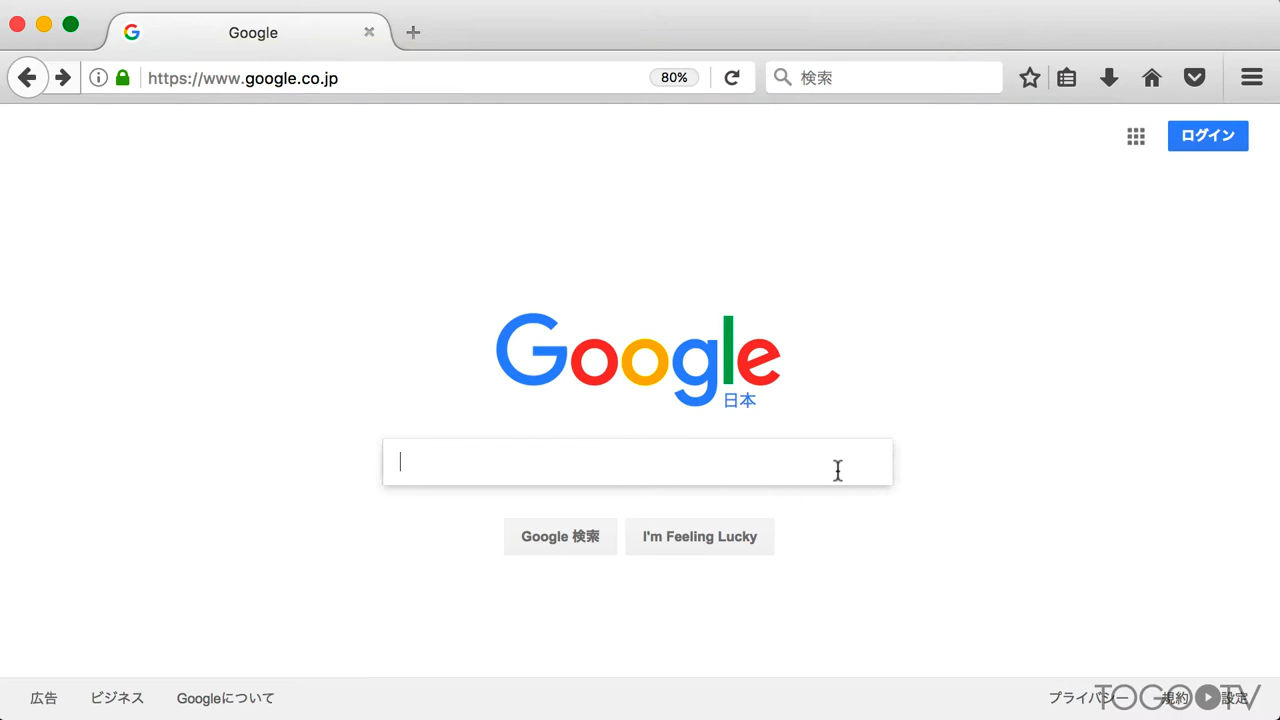 Google
https://www.google.co.jp
80%
検索
ログイン
Google
日本
Google 検索
I'm Feeling Lucky
広告
ビジネス
Googleについて
プライバシー
規約
設定
TOGO TV